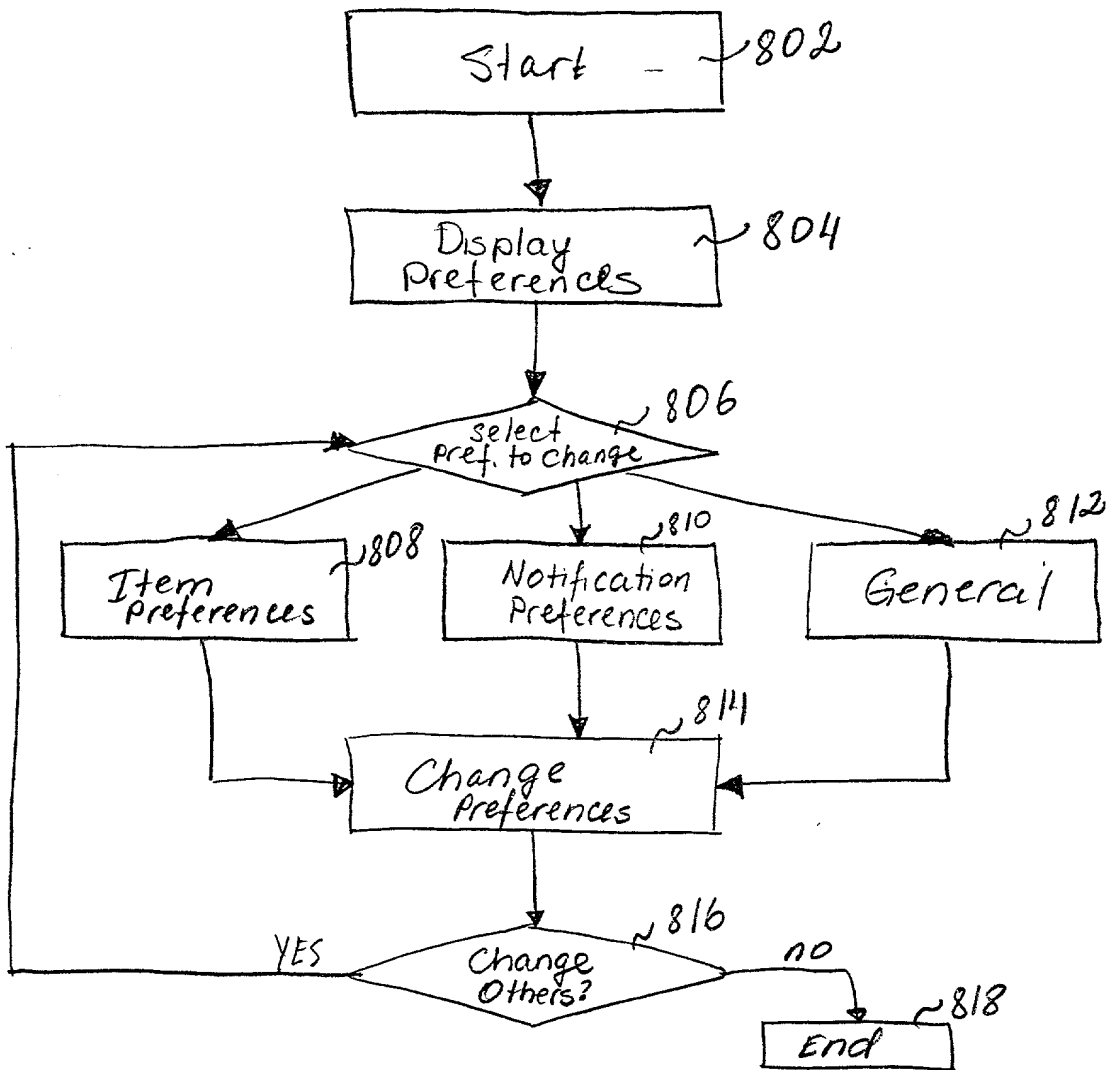 Start
802
Display
Preferences
804
806
Select
Pref. to Change
808
Item
Preferences
810
Notification
Preferences
812
General
814
Change
Preferences
816
Change
Others?
YES
no
818
End